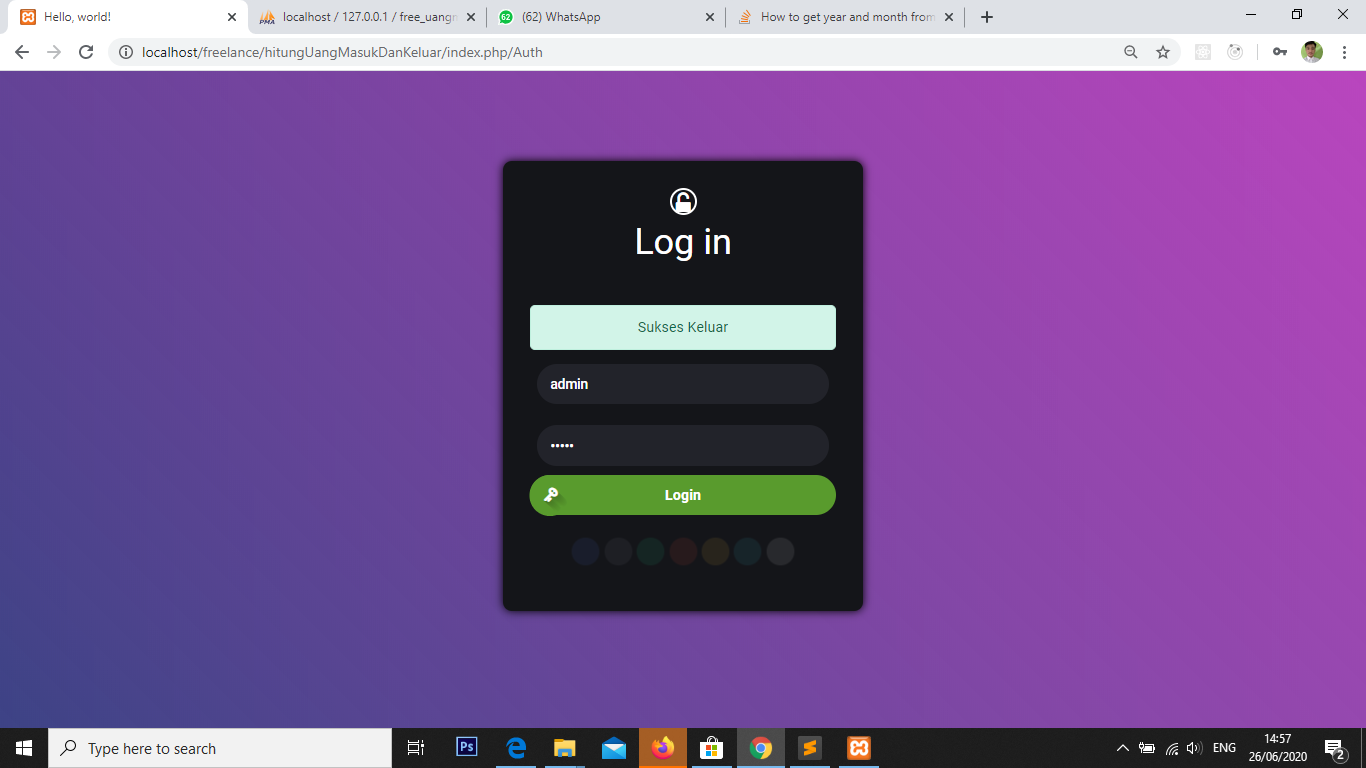 Hello, world!
localhost / 127.0.0.1 / free_uangm
(62) WhatsApp
How to get year and month from
localhost/freelance/hitungUangMasukDanKeluar/index.php/Auth
Log in
Sukses Keluar
admin
•••••
Login
Type here to search
ENG
14:57
26/06/2020
2